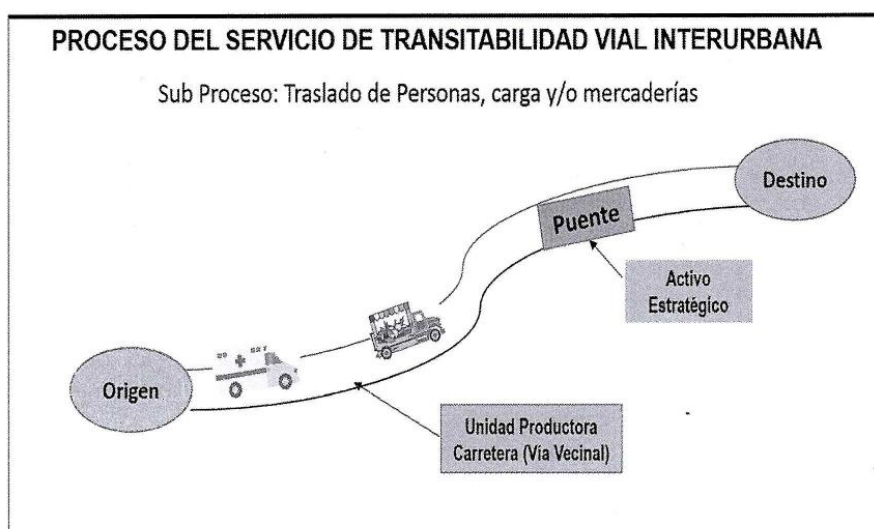 PROCESO DEL SERVICIO DE TRANSITABILIDAD VIAL INTERURBANA
Sub Proceso: Traslado de Personas, carga y/o mercaderías
Destino
Puente
Activo
Estratégico
Origen
Unidad Productora
Carretera (Vía Vecinal)